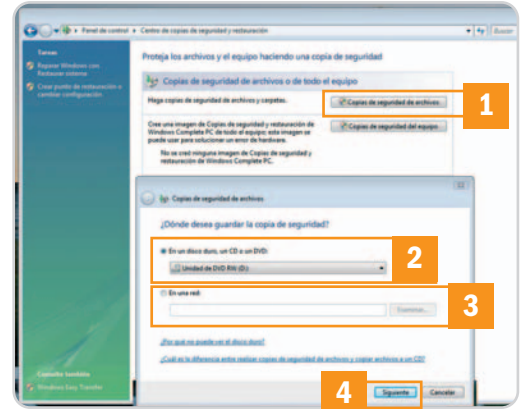 Panel de control ▸ Centro de copias de seguridad y restauración
Buscar
Tareas
Reparar Windows con
Restaurar sistema
Crear punto de restauración o
cambiar configuración
Proteja los archivos y el equipo haciendo una copia de seguridad
Copias de seguridad de archivos o de todo el equipo
Haga copias de seguridad de archivos y carpetas.
Copias de seguridad de archivos
1
Cree una imagen de Copias de seguridad y restauración de
Windows Complete PC de todo el equipo; esta imagen se
puede usar para solucionar un error de hardware.
Copias de seguridad del equipo
No se creó ninguna imagen de Copias de seguridad y
restauración de Windows Complete PC.
Copias de seguridad de archivos
¿Dónde desea guardar la copia de seguridad?
En un disco duro, un CD o un DVD:
Unidad de DVD RW (D:)
2
En una red:
Examinar...
3
¿Por qué no puedo ver el disco duro?
¿Cuál es la diferencia entre realizar copias de seguridad de archivos y copiar archivos a un CD?
Consulte también
Windows Easy Transfer
4
Siguiente
Cancelar